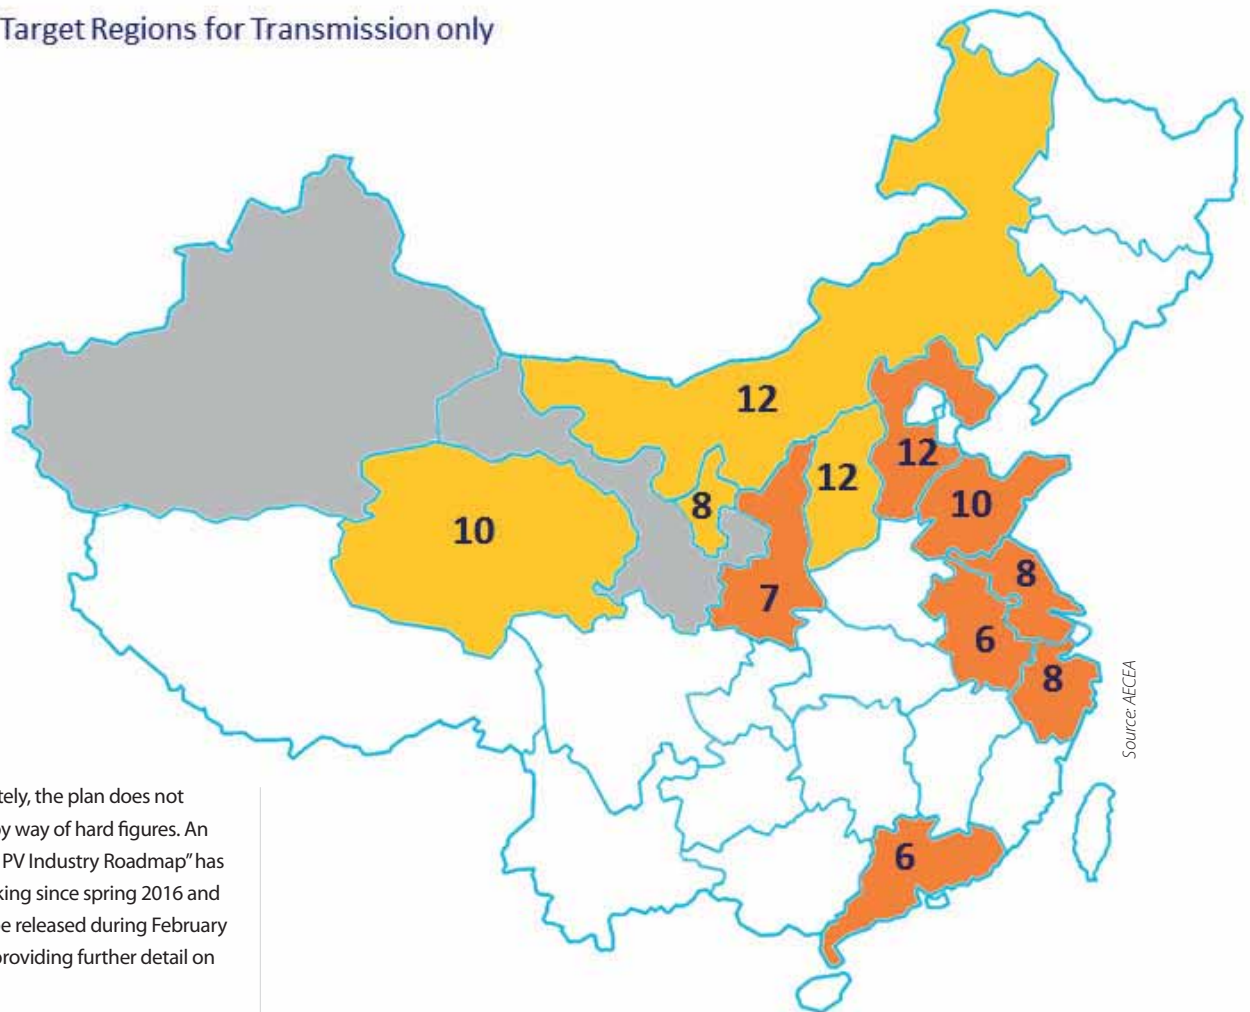 Target Regions for Transmission only
12
12
12
10
8
10
8
7
6
8
6
Source: AECEA
tely, the plan does not
by way of hard figures. An
PV Industry Roadmap" has
king since spring 2016 and
e released during February
providing further detail on